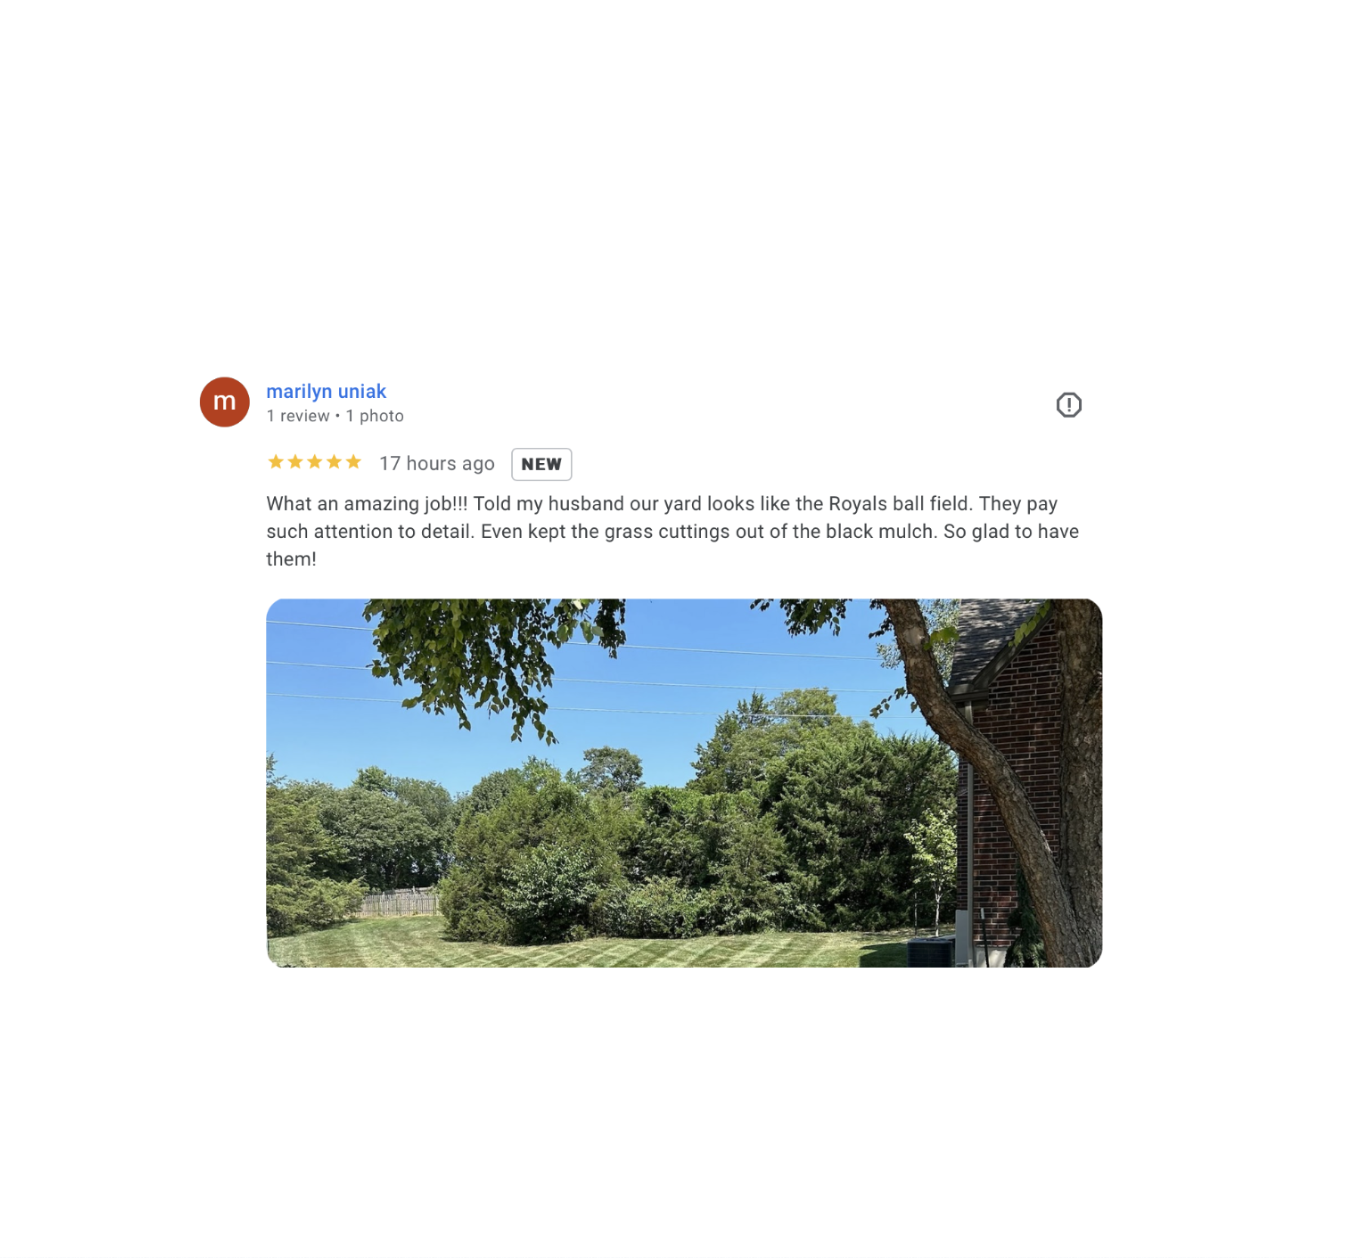 m
marilyn uniak
1 review • 1 photo
★★★★★ 17 hours ago NEW
What an amazing job!!! Told my husband our yard looks like the Royals ball field. They pay
such attention to detail. Even kept the grass cuttings out of the black mulch. So glad to have
them!